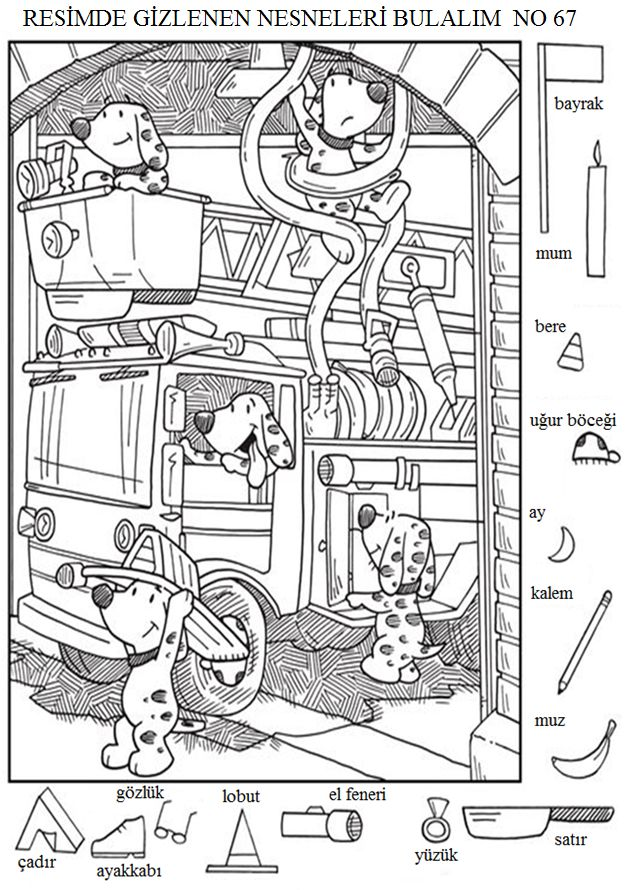 RESİMDE GİZLENEN NESNELERİ BULALIM NO 67
bayrak
mum
bere
uğur böceği
ay
kalem
muz
gözlük
lobut
el feneri
çadır
ayakkabı
yüzük
satır